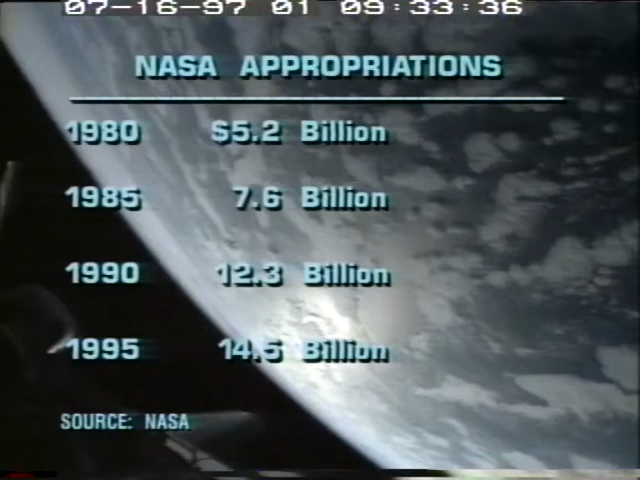 07-16-97 01 09:33:36
NASA APPROPRIATIONS
1980 $5.2 Billion
1985 7.6 Billion
1990 12.3 Billion
1995 14.5 Billion
SOURCE: NASA